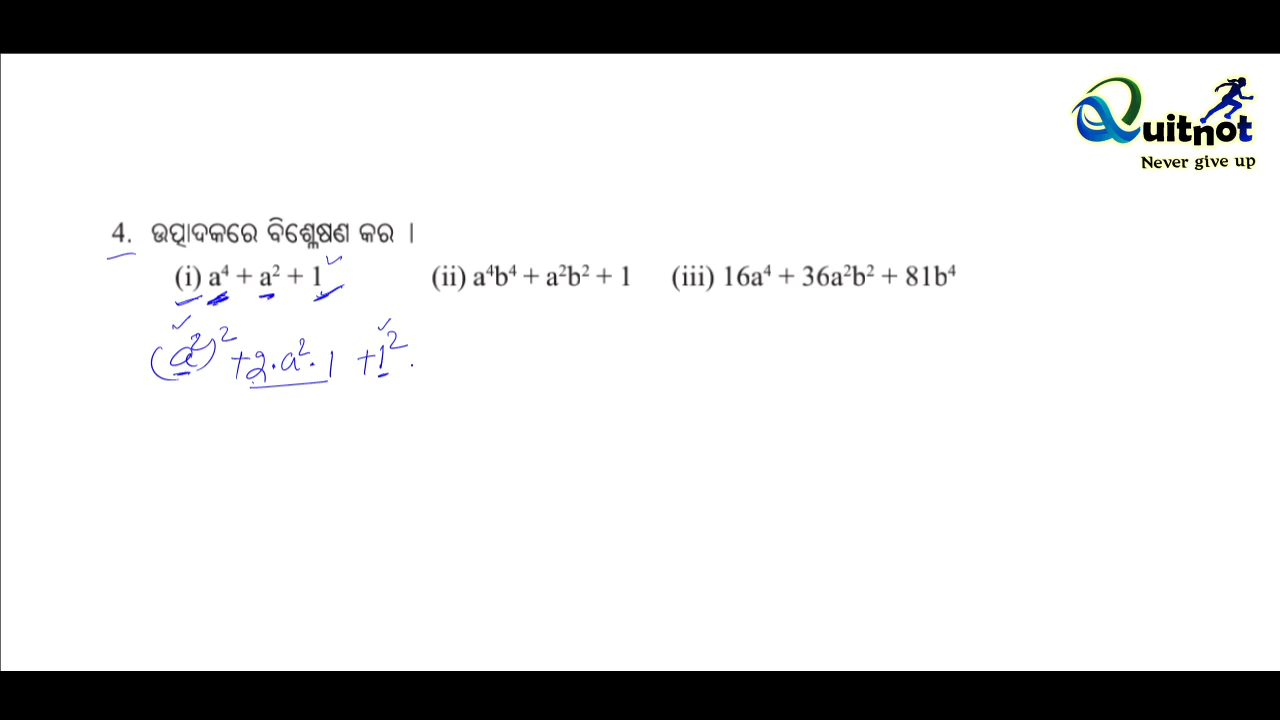 Quitnot
Never give up
4. ଉତ୍ପାଦକରେ ବିଶ୍ଳେଷଣ କର ।
(i) a⁴ + a² + 1 (ii) a⁴b⁴ + a²b² + 1 (iii) 16a⁴ + 36a²b² + 81b⁴
(a²)² + 2·a²·1 + 1².